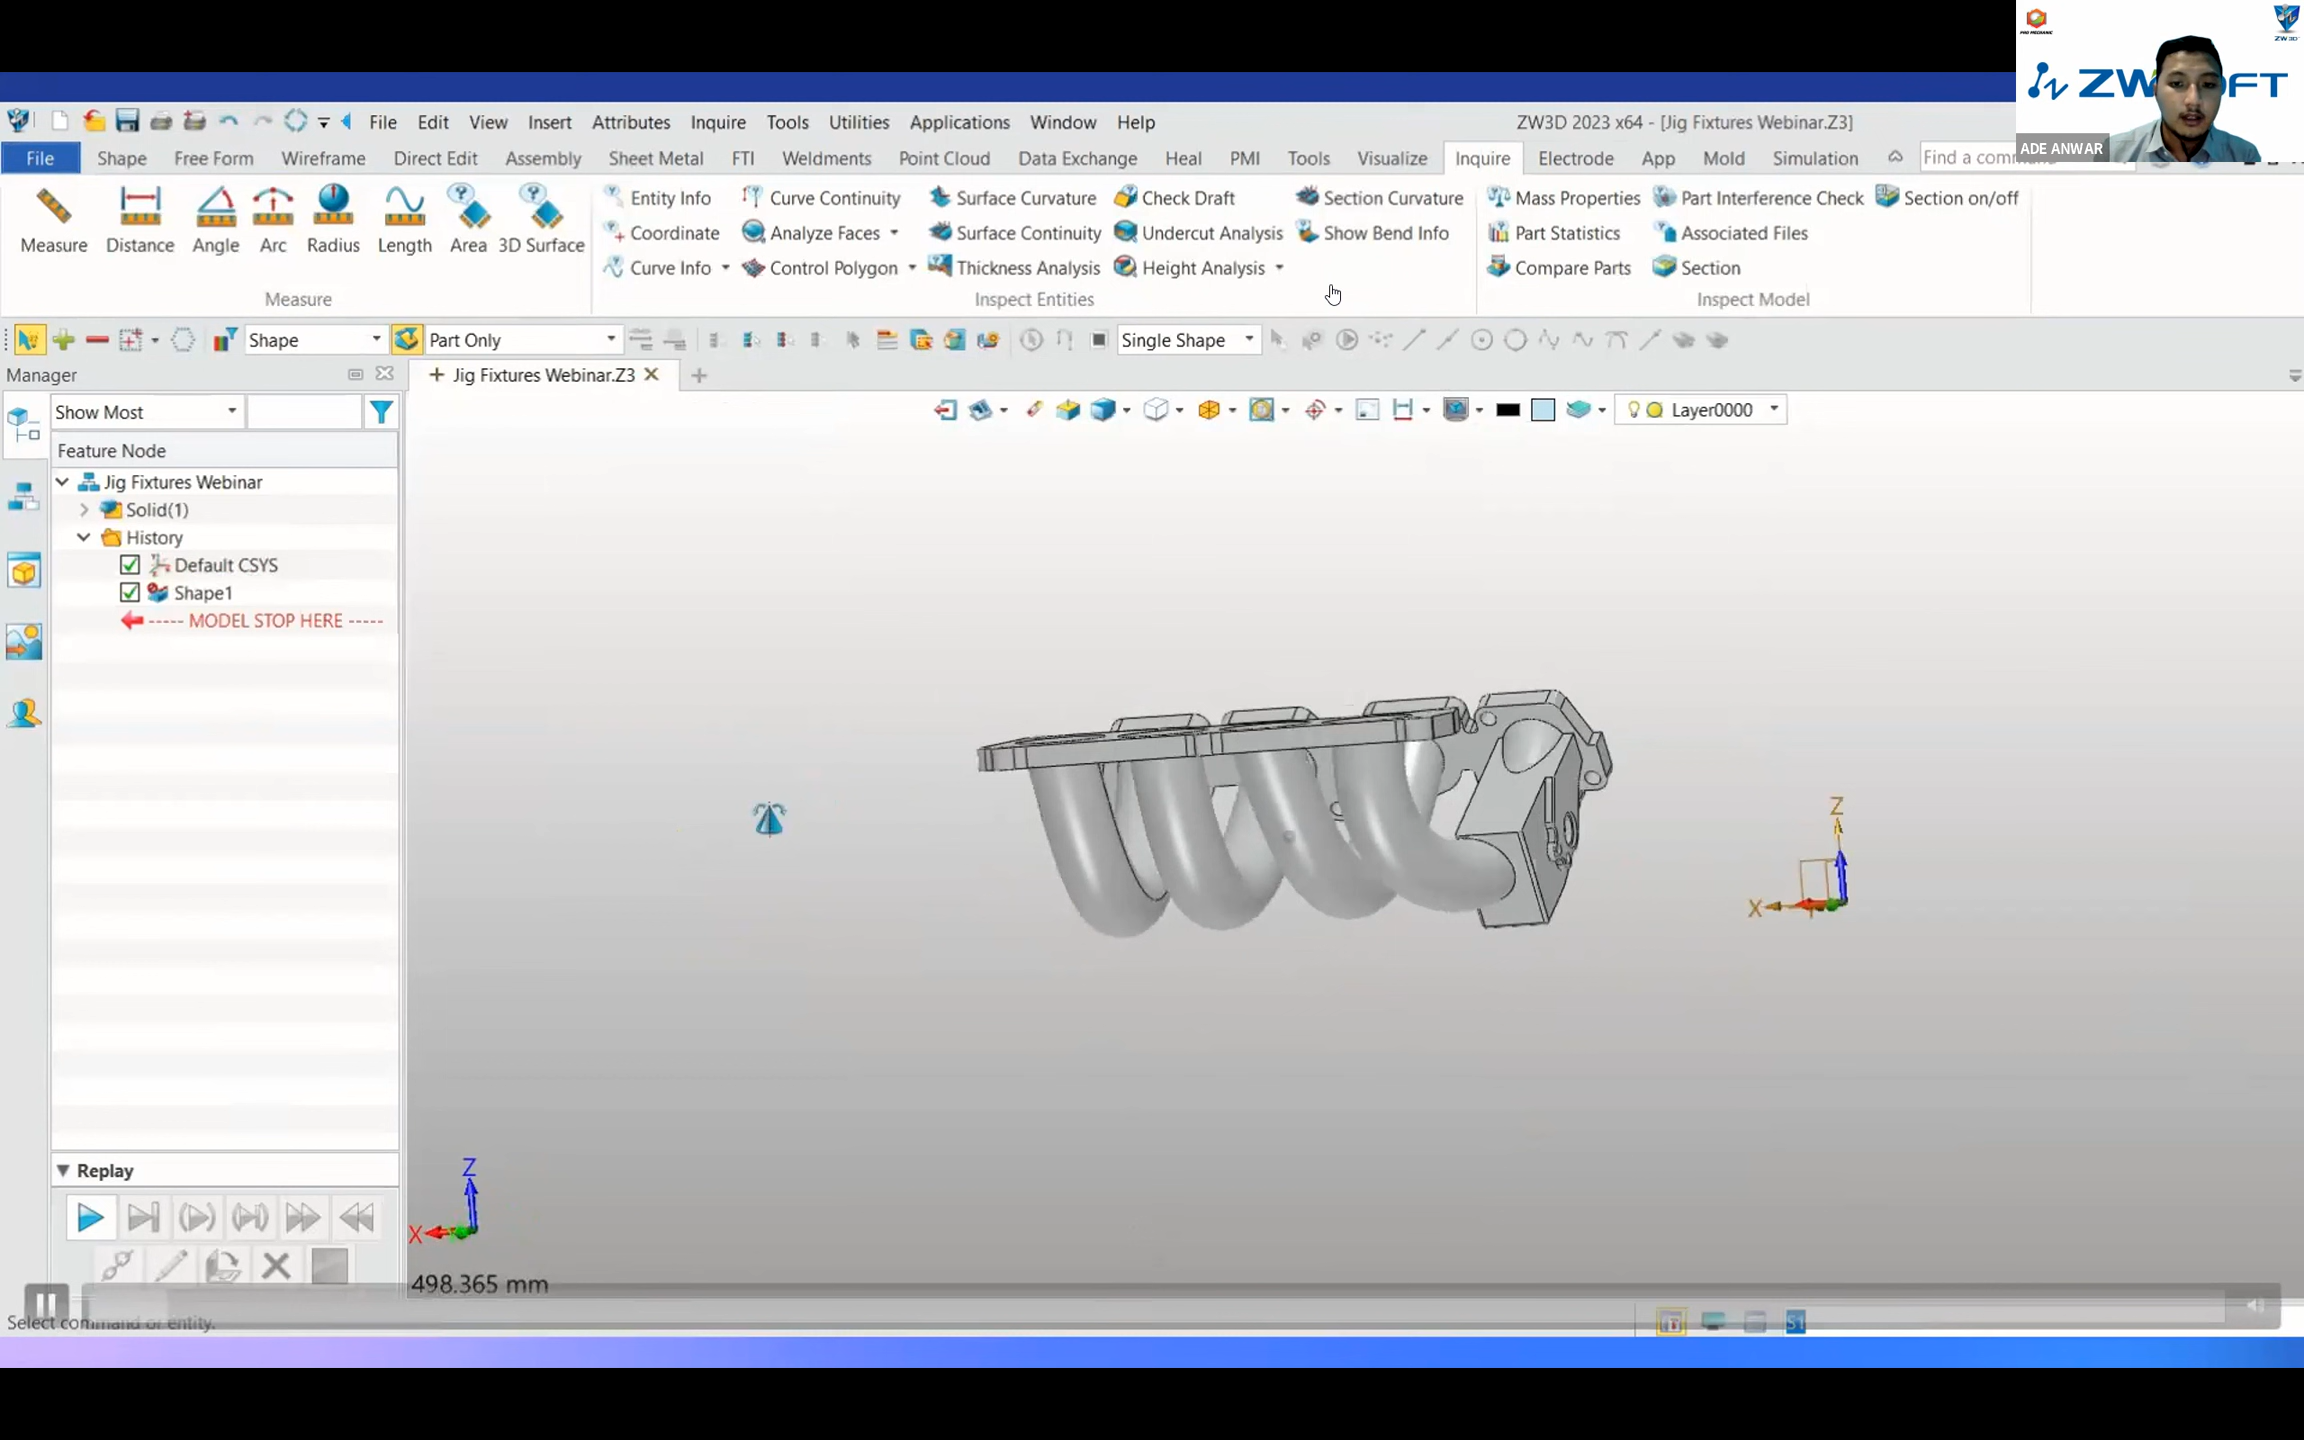 ADE ANWAR
File Edit View Insert Attributes Inquire Tools Utilities Applications Window Help
ZW3D 2023 x64 - [Jig Fixtures Webinar.Z3]
File Shape Free Form Wireframe Direct Edit Assembly Sheet Metal FTI Weldments Point Cloud Data Exchange Heal PMI Tools Visualize Inquire Electrode App Mold Simulation Find a comm
Entity Info Curve Continuity Surface Curvature Check Draft Section Curvature Mass Properties Part Interference Check Section on/off
Measure Distance Angle Arc Radius Length Area 3D Surface
Coordinate Analyze Faces Surface Continuity Undercut Analysis Show Bend Info Part Statistics Associated Files
Curve Info Control Polygon Thickness Analysis Height Analysis Compare Parts Section
Measure Inspect Entities Inspect Model
Shape Part Only Single Shape
Manager
Jig Fixtures Webinar.Z3
Show Most
Layer0000
Feature Node
Jig Fixtures Webinar
Solid(1)
History
Default CSYS
Shape1
----- MODEL STOP HERE -----
Z
X
Replay
Z
X
498.365 mm
Select command or entity.